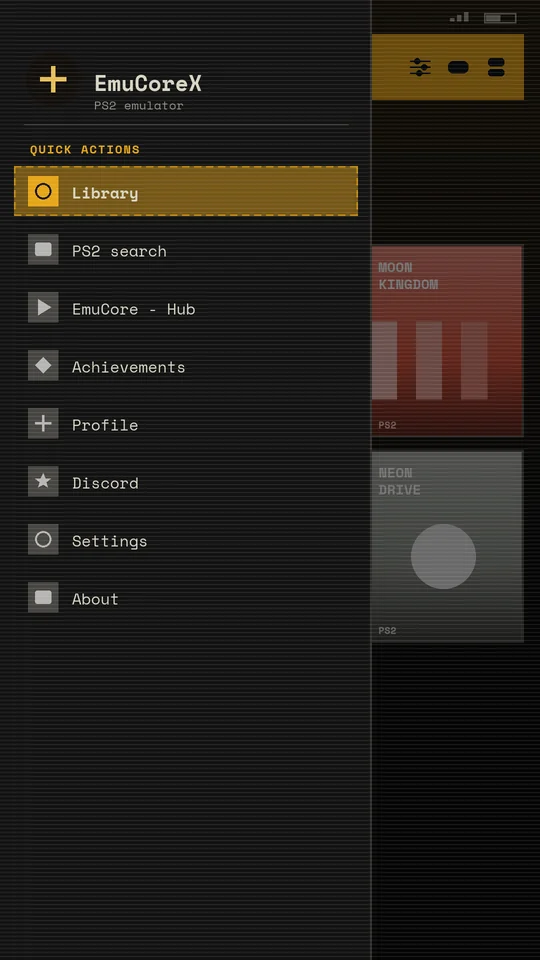 EmuCoreX
PS2 emulator
QUICK ACTIONS
Library
PS2 search
EmuCore - Hub
Achievements
Profile
Discord
Settings
About
MOON
KINGDOM
PS2
NEON
DRIVE
PS2